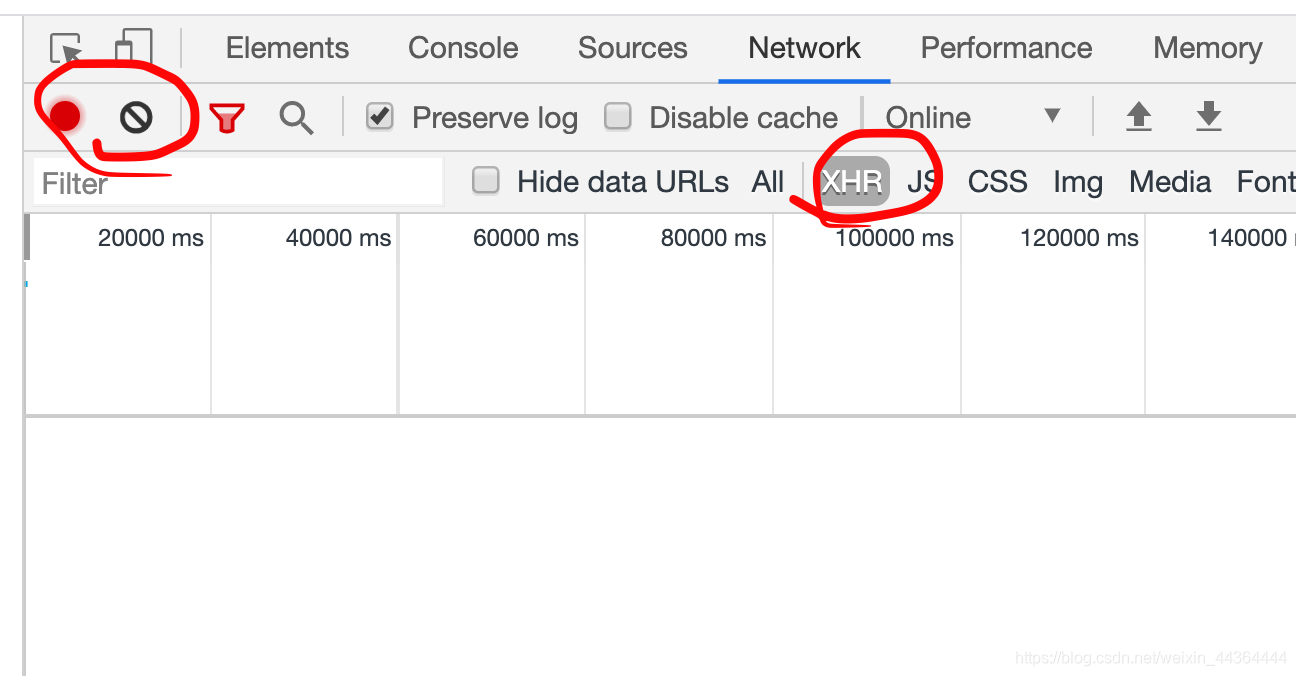 Elements Console Sources Network Performance Memory
Preserve log Disable cache Online
Filter Hide data URLs All XHR JS CSS Img Media Font
20000 ms 40000 ms 60000 ms 80000 ms 100000 ms 120000 ms 140000
https://blog.csdn.net/weixin_44364444